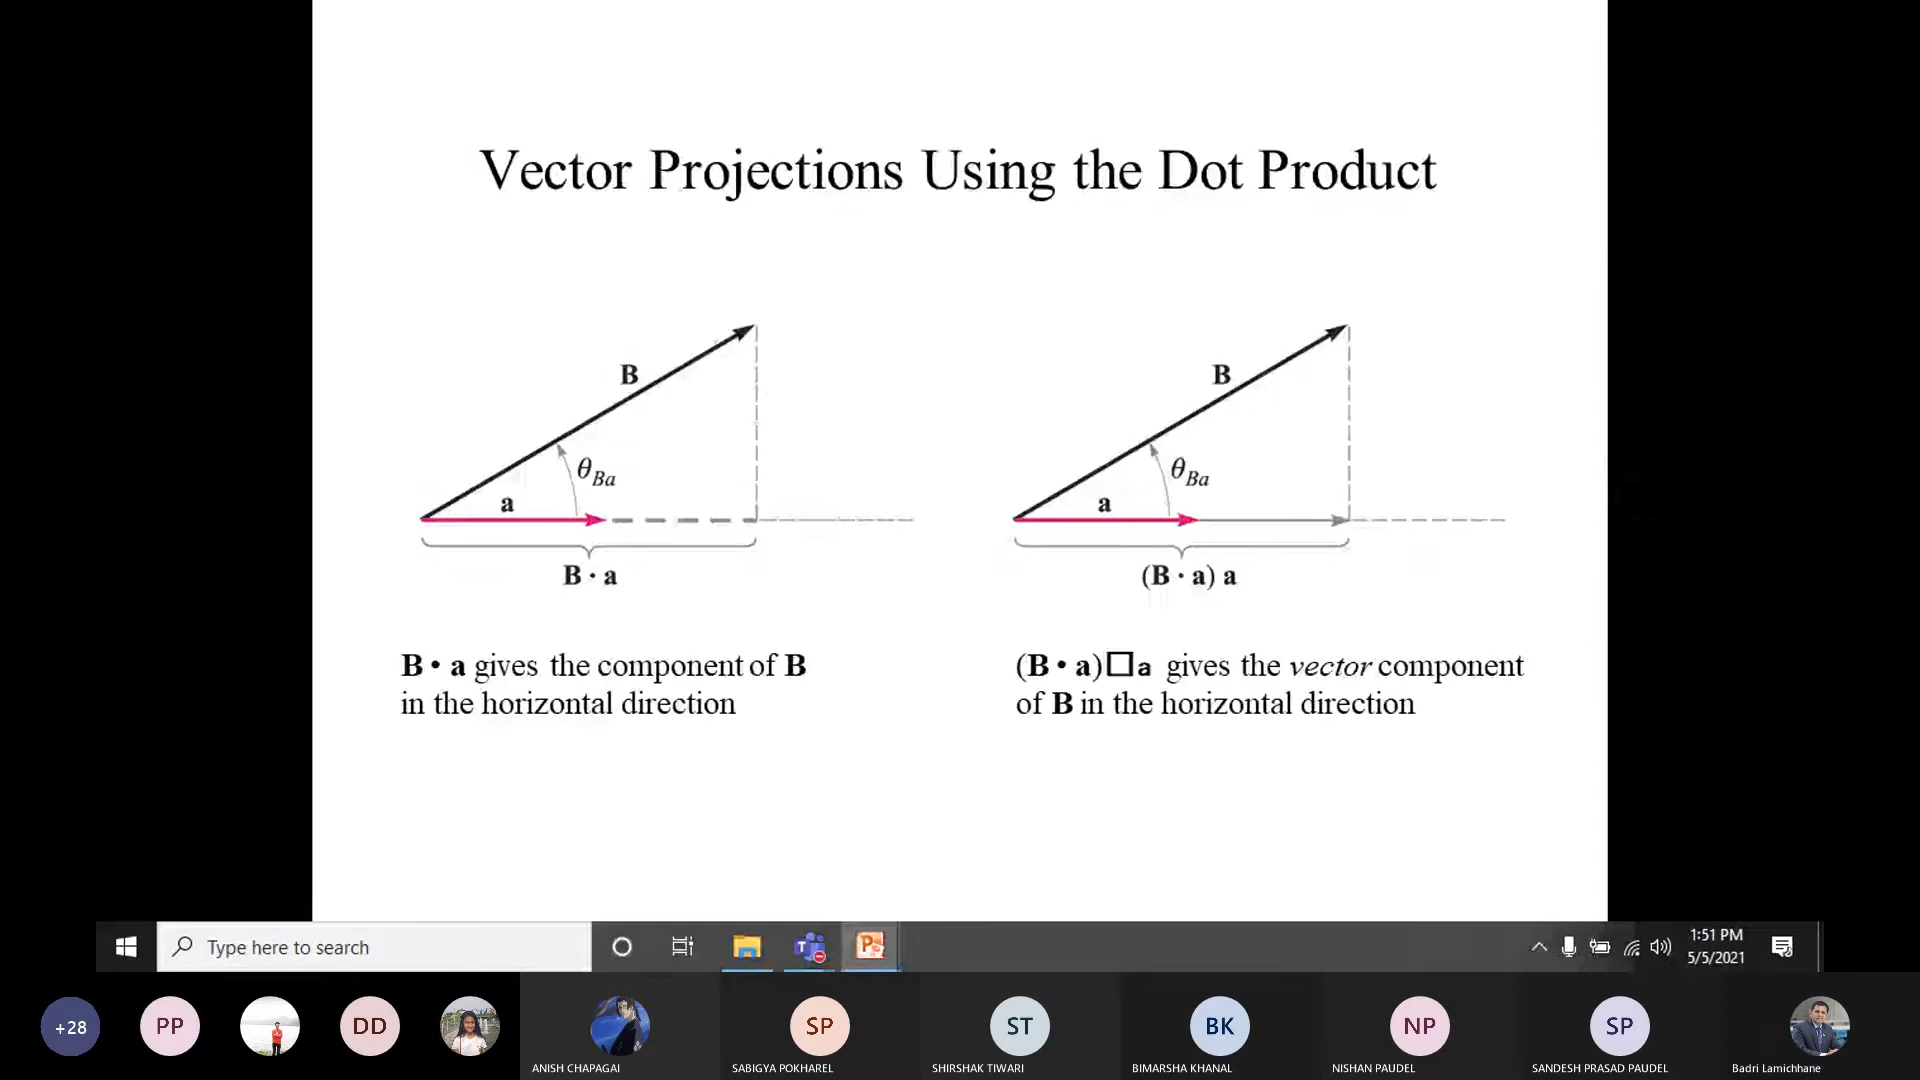 Vector Projections Using the Dot Product
B
θBa
a
B · a
B
θBa
a
(B · a) a
B • a gives the component of B
in the horizontal direction
(B • a)□a gives the vector component
of B in the horizontal direction
Type here to search
1:51 PM
5/5/2021
+28
PP
DD
SP
ST
BK
NP
SP
ANISH CHAPAGAI
SABIGYA POKHAREL
SHIRSHAK TIWARI
BIMARSHA KHANAL
NISHAN PAUDEL
SANDESH PRASAD PAUDEL
Badri Lamichhane